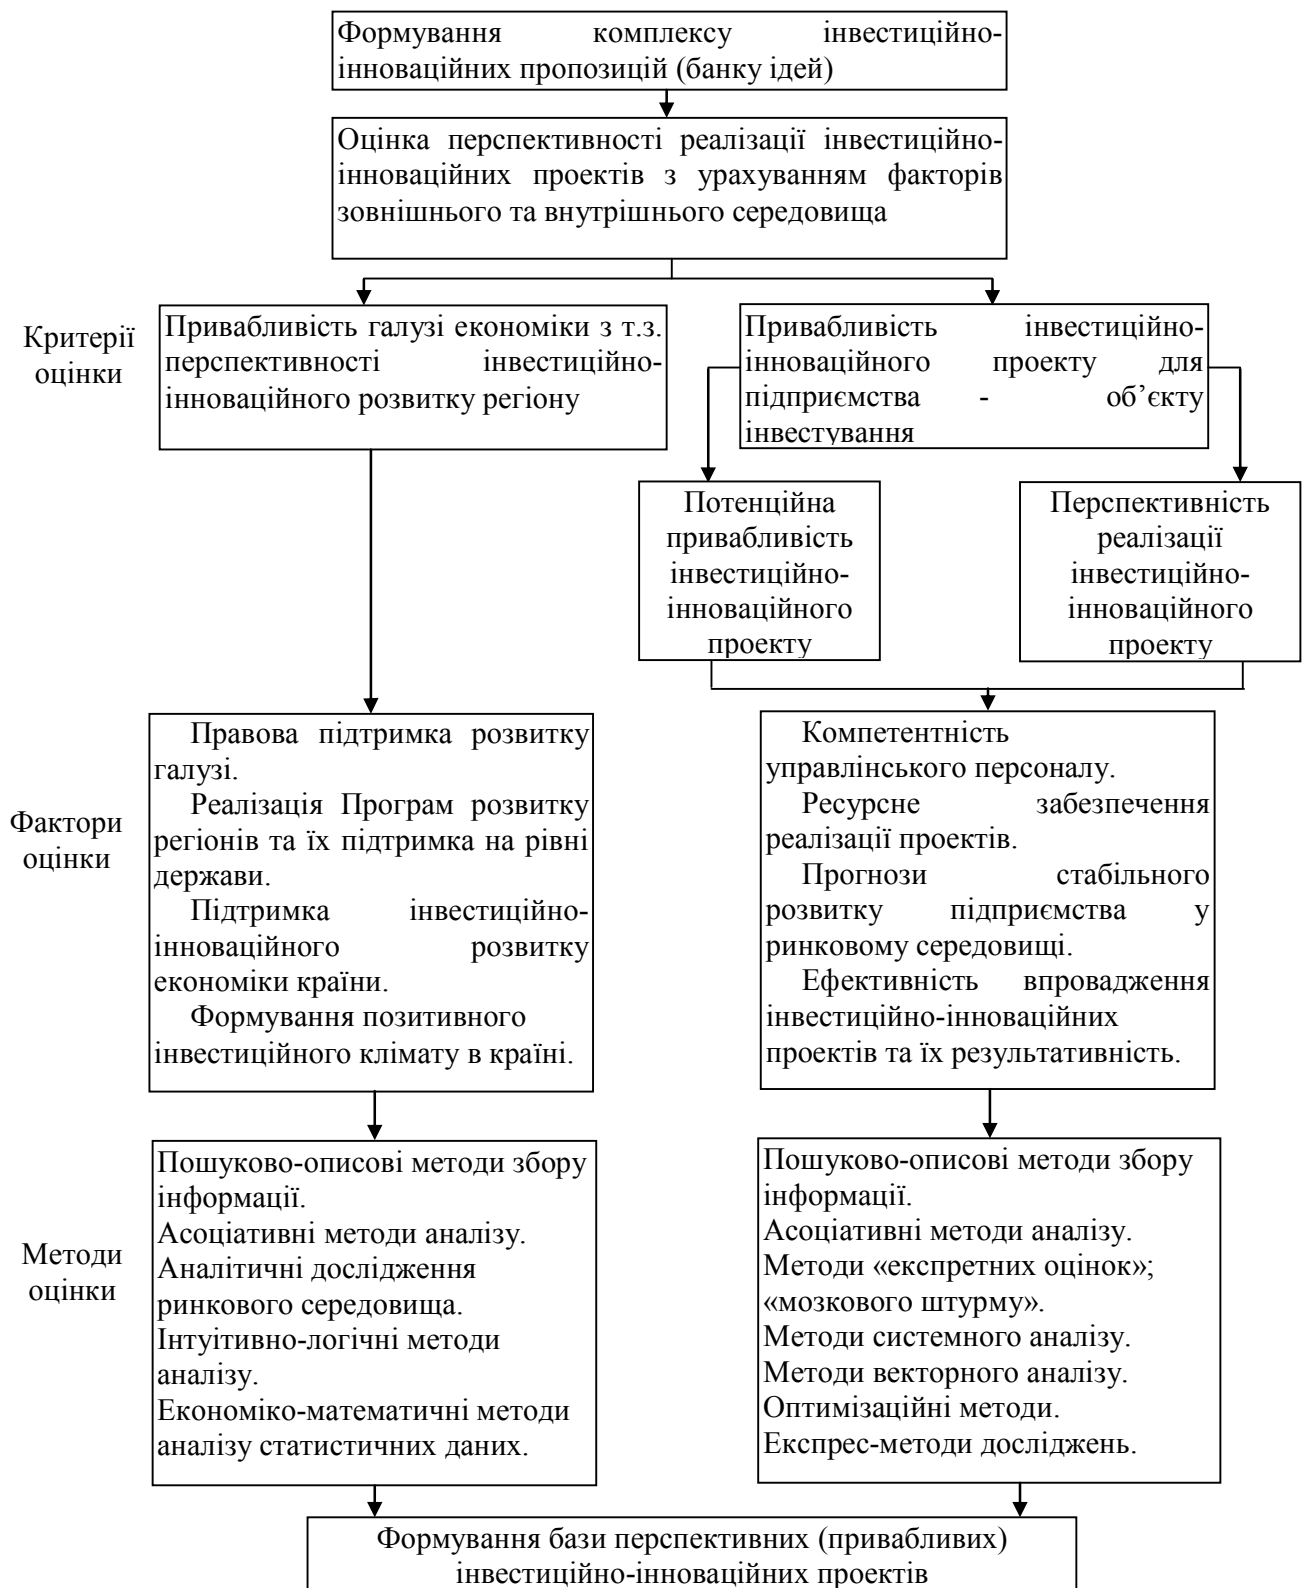 Формування комплексу інвестиційно-
інноваційних пропозицій (банку ідей)
Оцінка перспективності реалізації інвестиційно-
інноваційних проектів з урахуванням факторів
зовнішнього та внутрішнього середовища
Критерії
оцінки
Привабливість галузі економіки з т.з.
перспективності інвестиційно-
інноваційного розвитку регіону
Привабливість інвестиційно-
інноваційного проекту для
підприємства - об’єкту
інвестування
Потенційна
привабливість
інвестиційно-
інноваційного
проекту
Перспективність
реалізації
інвестиційно-
інноваційного
проекту
Фактори
оцінки
Правова підтримка розвитку
галузі.
Реалізація Програм розвитку
регіонів та їх підтримка на рівні
держави.
Підтримка інвестиційно-
інноваційного розвитку
економіки країни.
Формування позитивного
інвестиційного клімату в країні.
Компетентність
управлінського персоналу.
Ресурсне забезпечення
реалізації проектів.
Прогнози стабільного
розвитку підприємства у
ринковому середовищі.
Ефективність впровадження
інвестиційно-інноваційних
проектів та їх результативність.
Методи
оцінки
Пошуково-описові методи збору
інформації.
Асоціативні методи аналізу.
Аналітичні дослідження
ринкового середовища.
Інтуітивно-логічні методи
аналізу.
Економіко-математичні методи
аналізу статистичних даних.
Пошуково-описові методи збору
інформації.
Асоціативні методи аналізу.
Методи «експретних оцінок»;
«мозкового штурму».
Методи системного аналізу.
Методи векторного аналізу.
Оптимізаційні методи.
Експрес-методи досліджень.
Формування бази перспективних (привабливих)
інвестиційно-інноваційних проектів